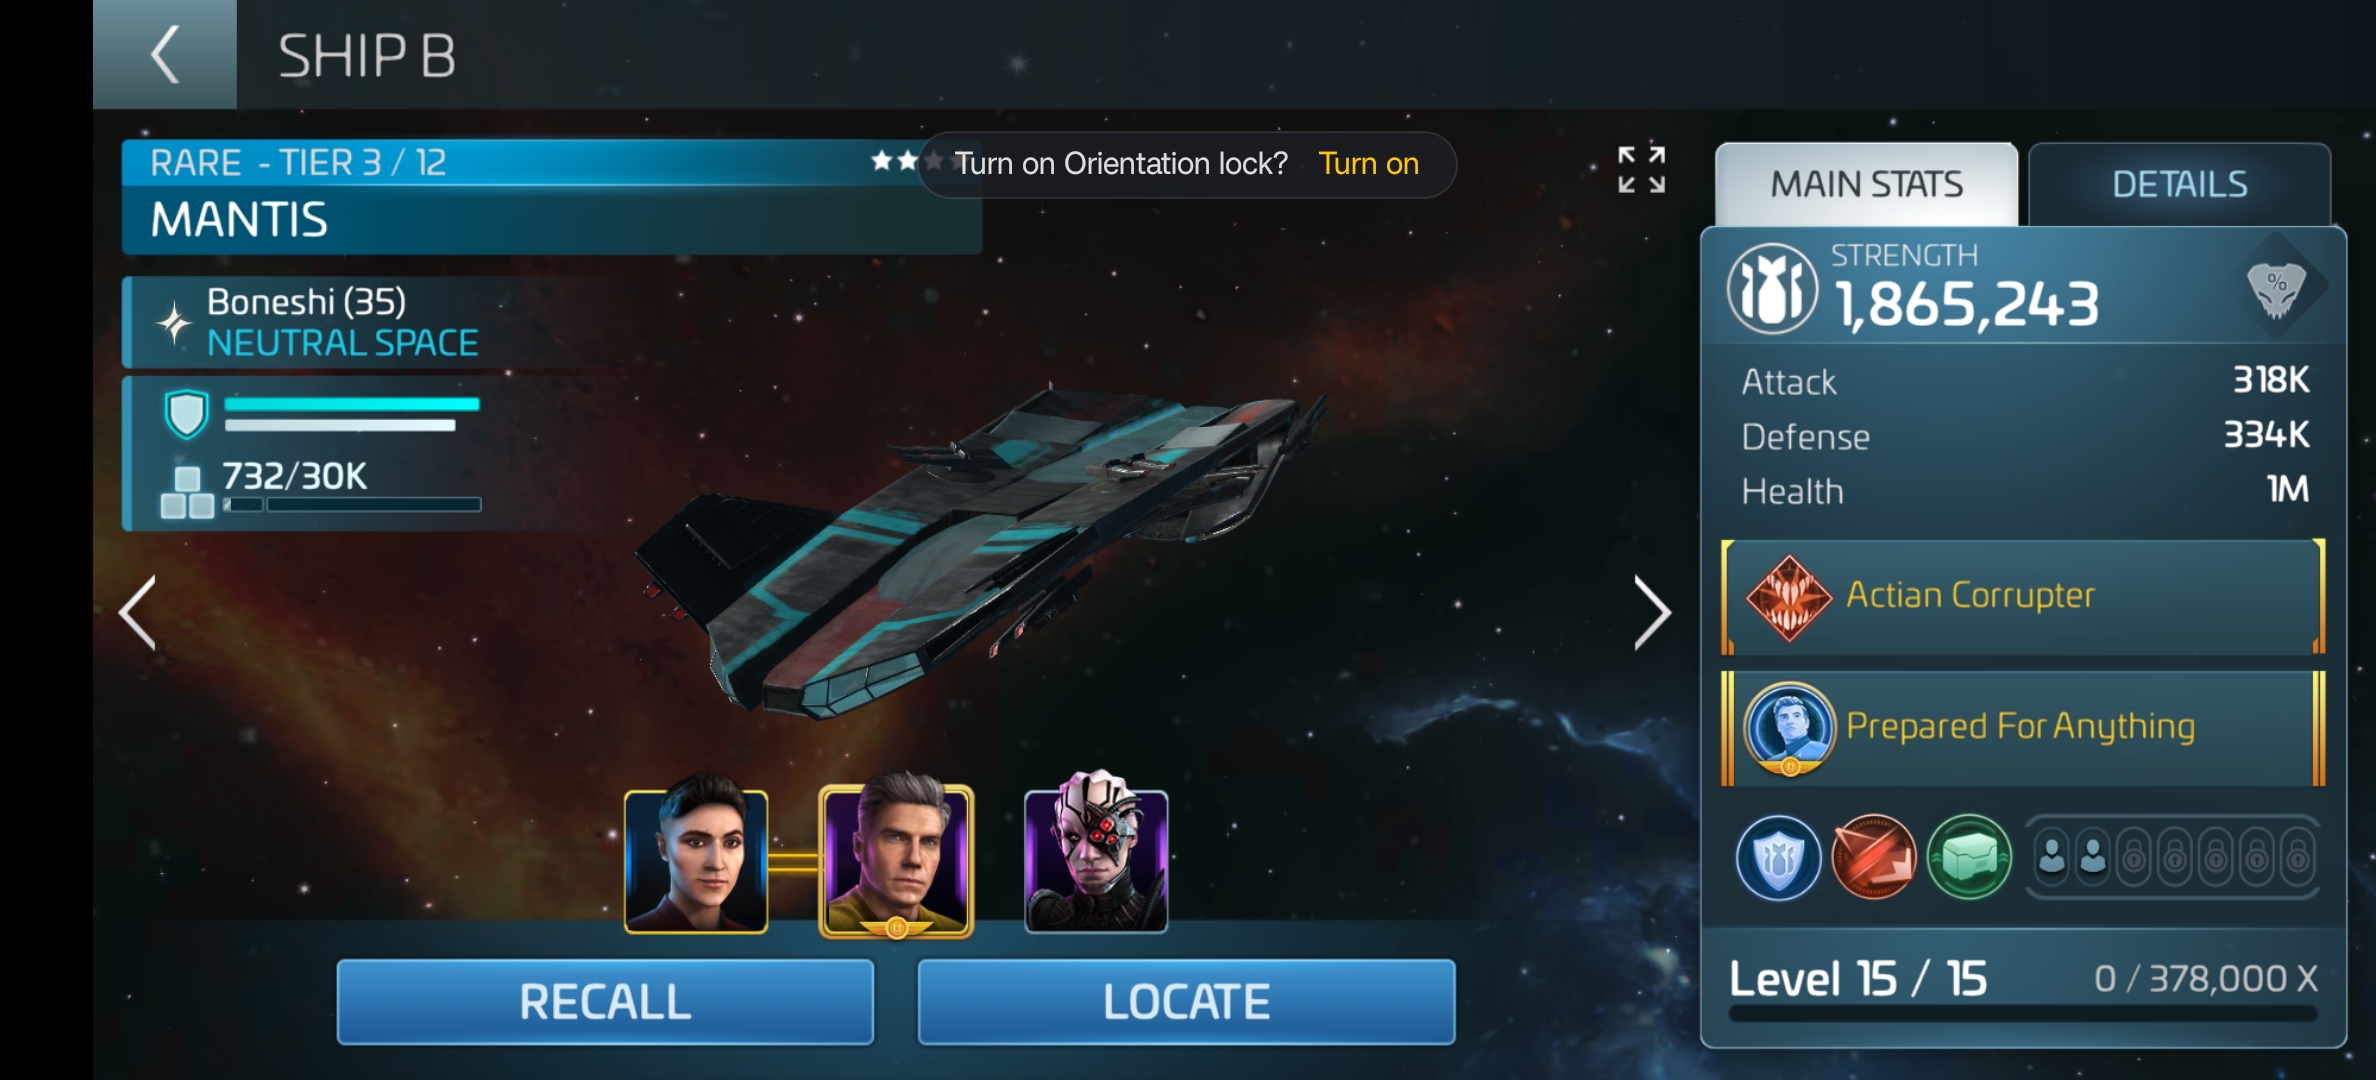 SHIP B
RARE - TIER 3 / 12
Turn on Orientation lock? Turn on
MANTIS
Boneshi (35)
NEUTRAL SPACE
732/30K
MAIN STATS
DETAILS
STRENGTH
1,865,243
%
Attack 318K
Defense 334K
Health 1M
Actian Corrupter
Prepared For Anything
Level 15 / 15
0 / 378,000 X
RECALL
LOCATE